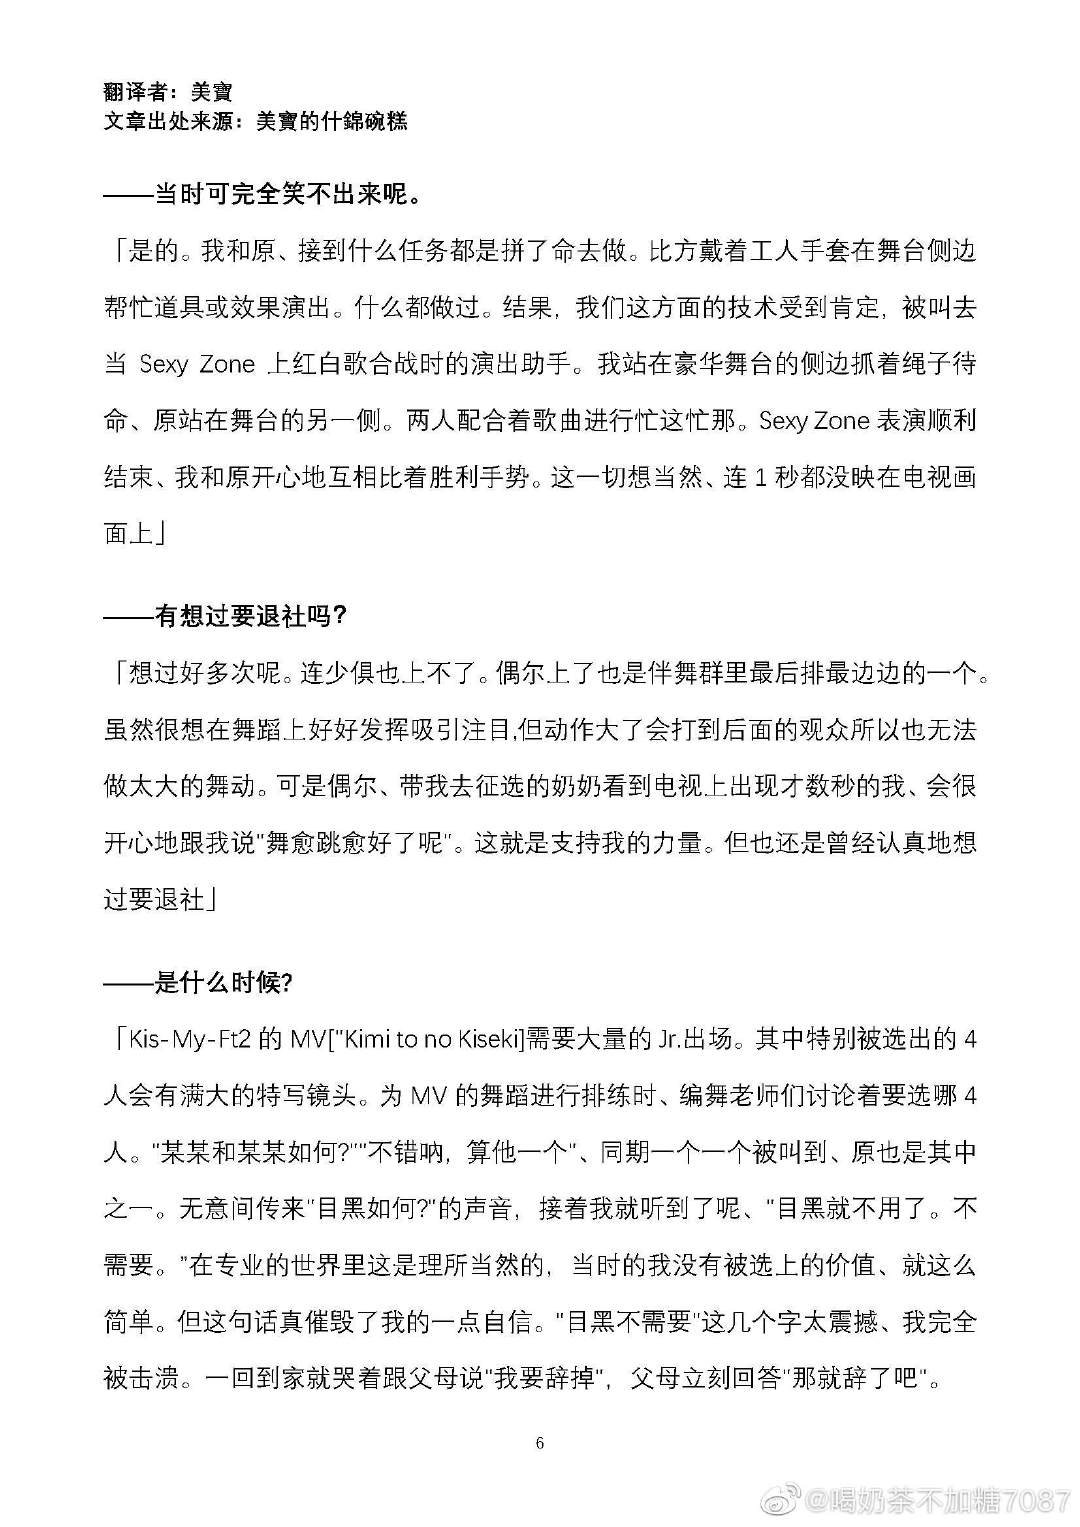 翻译者：美寶
文章出处来源：美寶的什錦碗糕
——当时可完全笑不出来呢。
「是的。我和原、接到什么任务都是拼了命去做。比方戴着工人手套在舞台侧边
帮忙道具或效果演出。什么都做过。结果，我们这方面的技术受到肯定，被叫去
当 Sexy Zone 上红白歌合战时的演出助手。我站在豪华舞台的侧边抓着绳子待
命、原站在舞台的另一侧。两人配合着歌曲进行忙这忙那。Sexy Zone 表演顺利
结束、我和原开心地互相比着胜利手势。这一切想当然、连 1 秒都没映在电视画
面上」
——有想过要退社吗？
「想过好多次呢。连少俱也上不了。偶尔上了也是伴舞群里最后排最边边的一个。
虽然很想在舞蹈上好好发挥吸引注目,但动作大了会打到后面的观众所以也无法
做太大的舞动。可是偶尔、带我去征选的奶奶看到电视上出现才数秒的我、会很
开心地跟我说"舞愈跳愈好了呢"。这就是支持我的力量。但也还是曾经认真地想
过要退社」
——是什么时候?
「Kis-My-Ft2 的 MV["Kimi to no Kiseki]需要大量的 Jr.出场。其中特别被选出的 4
人会有满大的特写镜头。为 MV 的舞蹈进行排练时、编舞老师们讨论着要选哪 4
人。"某某和某某如何?""不错呐，算他一个"、同期一个一个被叫到、原也是其中
之一。无意间传来"目黑如何?"的声音，接着我就听到了呢、"目黑就不用了。不
需要。"在专业的世界里这是理所当然的，当时的我没有被选上的价值、就这么
简单。但这句话真催毁了我的一点自信。"目黑不需要"这几个字太震撼、我完全
被击溃。一回到家就哭着跟父母说"我要辞掉"，父母立刻回答"那就辞了吧"。
6
@喝奶茶不加糖7087